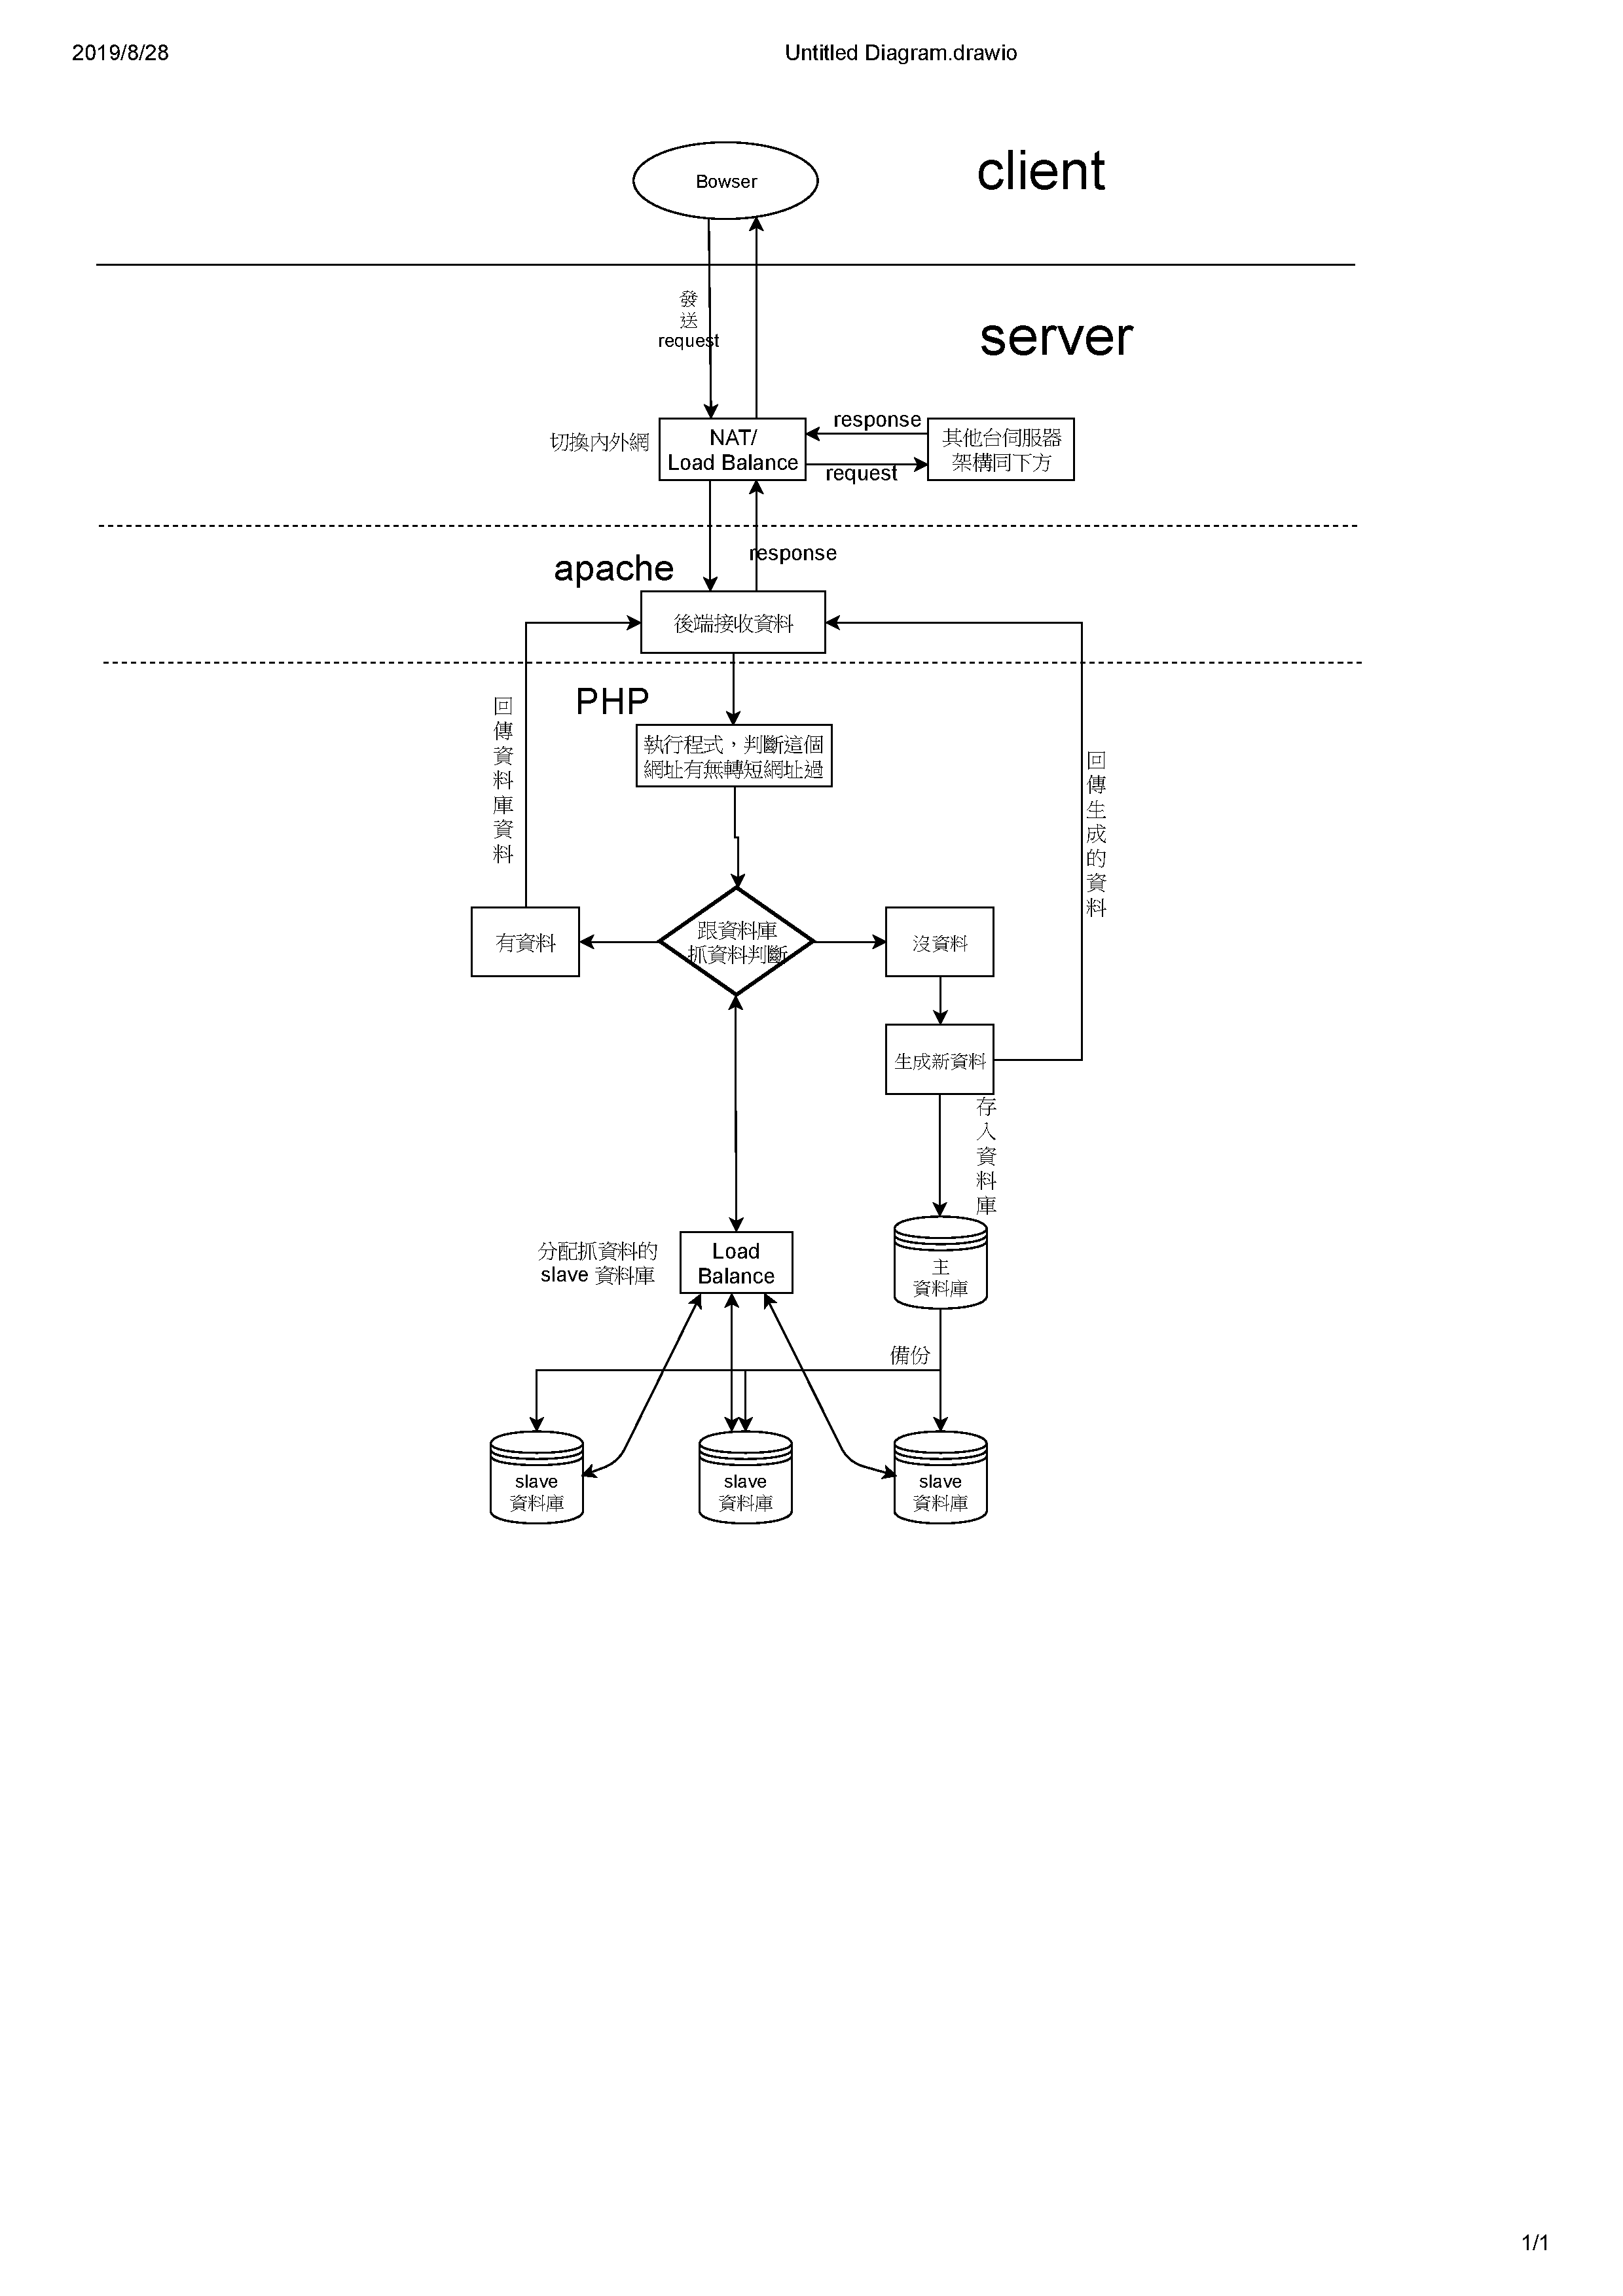 2019/8/28
Untitled Diagram.drawio
Bowser
client
發
送
request
server
切換內外網
NAT/
Load Balance
response
request
其他台伺服器
架構同下方
apache
response
後端接收資料
PHP
回
傳
資
料
庫
資
料
執行程式，判斷這個
網址有無轉短網址過
回
傳
生
成
的
資
料
有資料
跟資料庫
抓資料判斷
沒資料
生成新資料
存
入
資
料
庫
分配抓資料的
slave 資料庫
Load
Balance
主
資料庫
備份
slave
資料庫
slave
資料庫
slave
資料庫
1/1